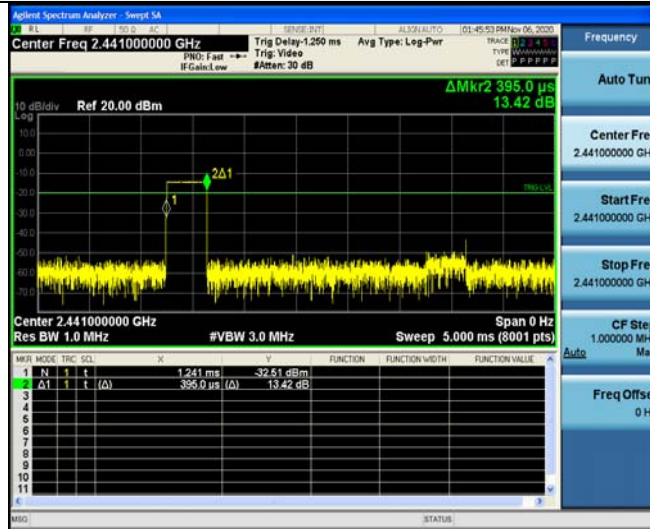 Agilent Spectrum Analyzer - Swept SA
RL RF 50 Ω AC SENSE:INT ALIGN AUTO 01:45:53 PM Nov 06, 2020
Center Freq 2.441000000 GHz
PNO: Fast
IFGain:Low
Trig Delay-1.250 ms
Trig: Video
#Atten: 30 dB
Avg Type: Log-Pwr
TRACE 1 2 3 4 5 6
TYPE WWWWWW
DET P P P P P P
ΔMkr2 395.0 µs
13.42 dB
10 dB/div
Log
Ref 20.00 dBm
10.0
0.00
-10.0
-20.0
-30.0
-40.0
-50.0
-60.0
-70.0
2Δ1
1
TRIG LVL
Center 2.441000000 GHz
Span 0 Hz
Res BW 1.0 MHz
#VBW 3.0 MHz
Sweep 5.000 ms (8001 pts)
MKR MODE TRC SCL X Y FUNCTION FUNCTION WIDTH FUNCTION VALUE
1 N 1 t 1.241 ms -32.51 dBm
2 Δ1 1 t (Δ) 395.0 µs (Δ) 13.42 dB
3
4
5
6
7
8
9
10
11
MSG
STATUS
Frequency
Auto Tun
Center Fre
2.441000000 GH
Start Fre
2.441000000 GH
Stop Fre
2.441000000 GH
CF Ste
1.000000 MH
Auto Ma
Freq Offse
0 H